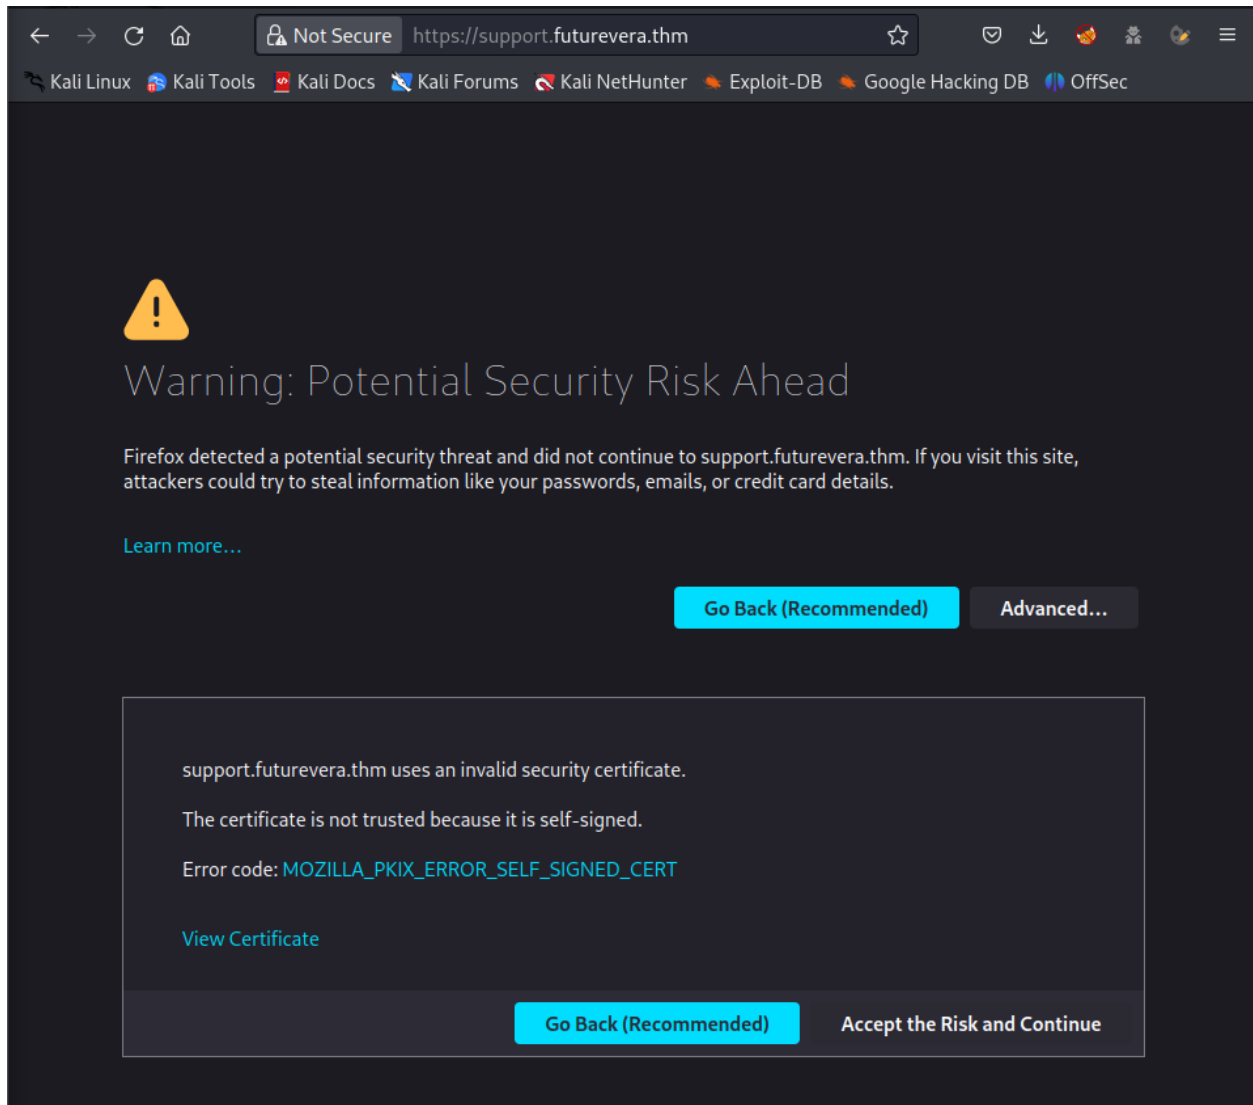 Not Secure https://support.futurevera.thm
Kali Linux Kali Tools Kali Docs Kali Forums Kali NetHunter Exploit-DB Google Hacking DB OffSec
Warning: Potential Security Risk Ahead
Firefox detected a potential security threat and did not continue to support.futurevera.thm. If you visit this site,
attackers could try to steal information like your passwords, emails, or credit card details.
Learn more…
Go Back (Recommended) Advanced…
support.futurevera.thm uses an invalid security certificate.
The certificate is not trusted because it is self-signed.
Error code: MOZILLA_PKIX_ERROR_SELF_SIGNED_CERT
View Certificate
Go Back (Recommended) Accept the Risk and Continue